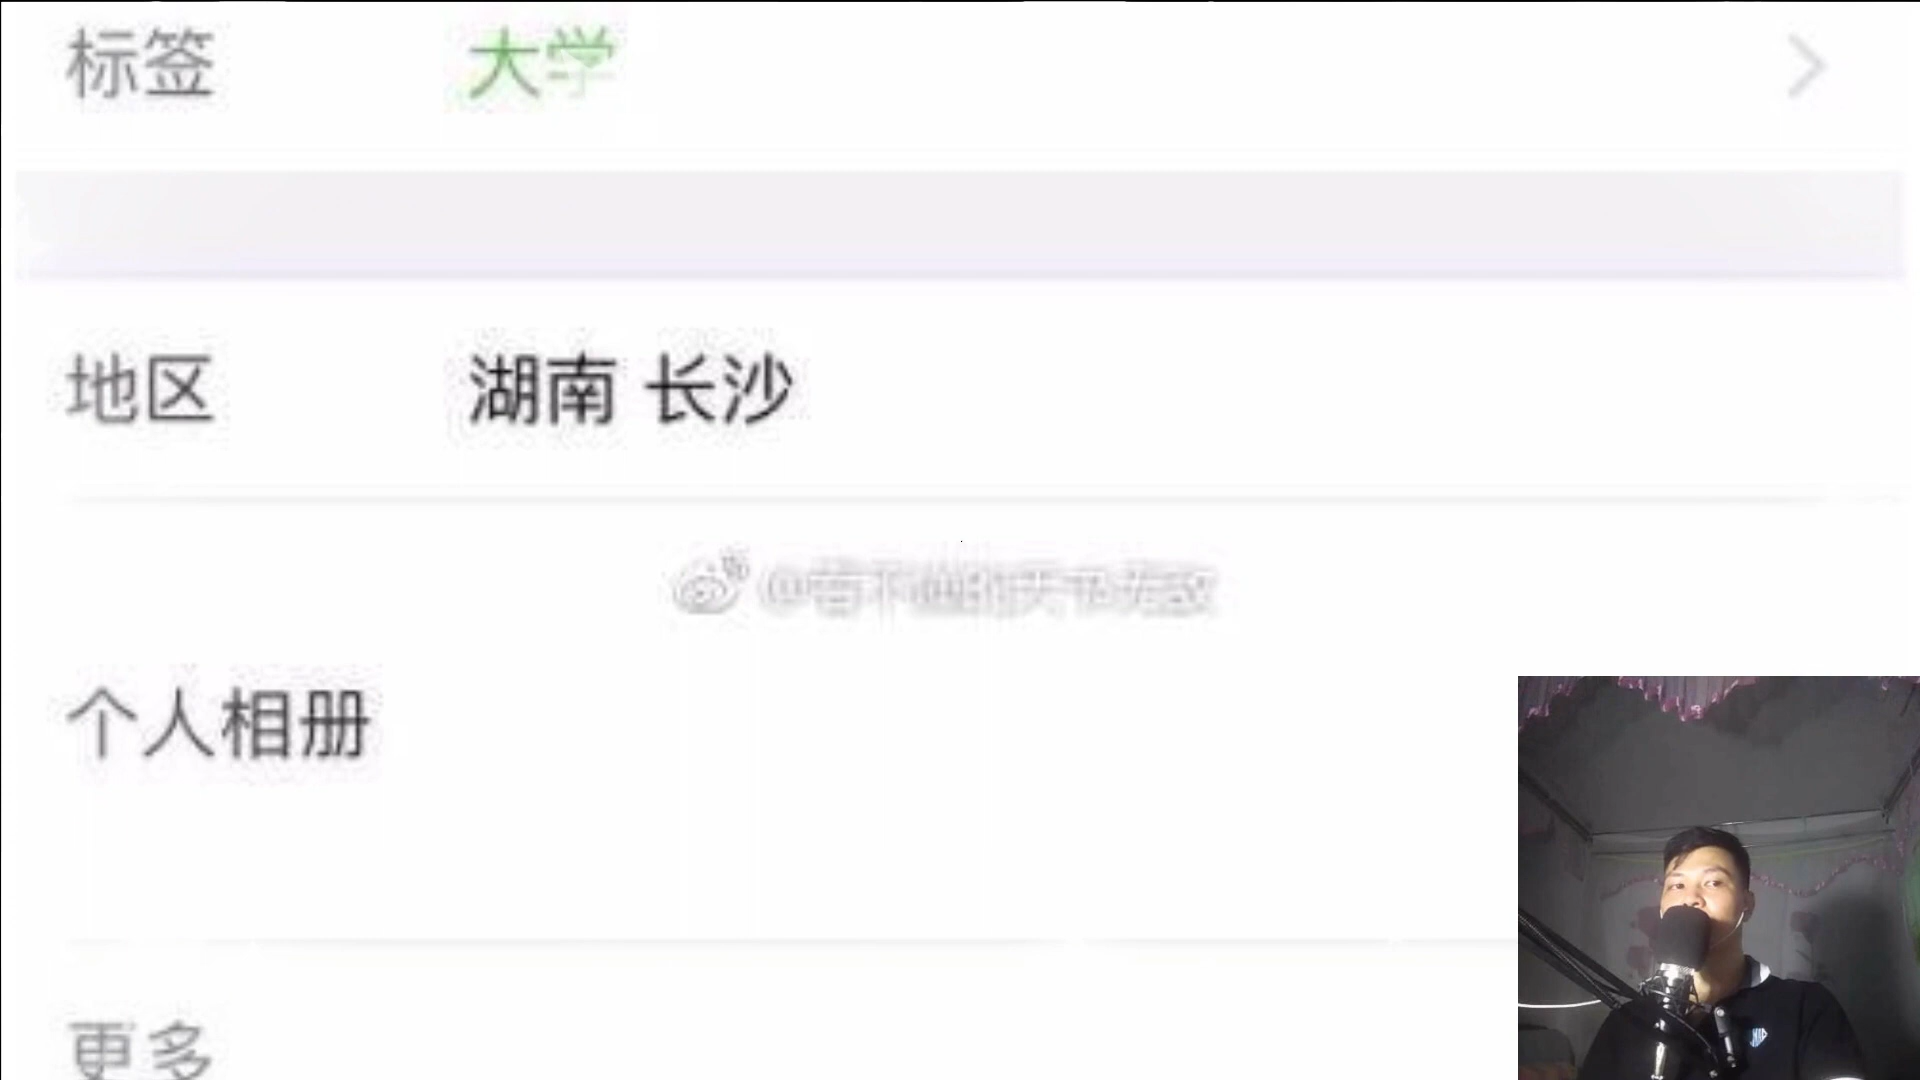 标签 大学
地区 湖南 长沙
个人相册
更多